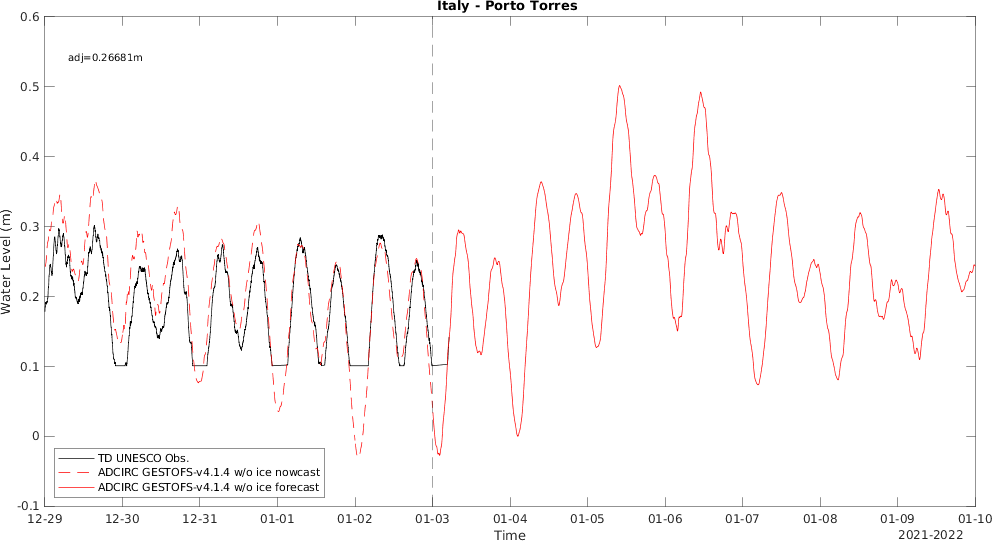 Italy - Porto Torres
adj=0.26681m
Water Level (m)
0.6
0.5
0.4
0.3
0.2
0.1
0
-0.1
TD UNESCO Obs.
ADCIRC GESTOFS-v4.1.4 w/o ice nowcast
ADCIRC GESTOFS-v4.1.4 w/o ice forecast
12-29 12-30 12-31 01-01 01-02 01-03 01-04 01-05 01-06 01-07 01-08 01-09 01-10
Time
2021-2022